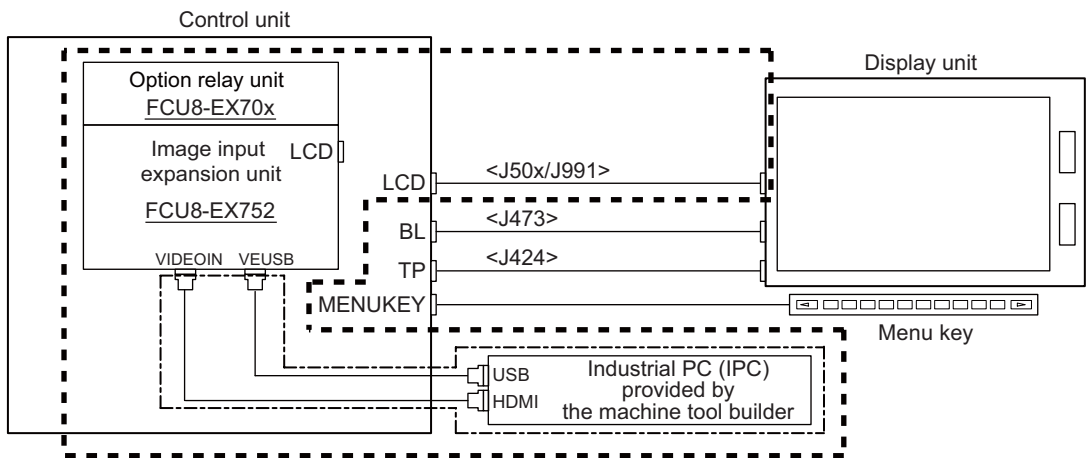 Control unit
Option relay unit
FCU8-EX70x
Image input
expansion unit
FCU8-EX752
LCD
VIDEOIN
VEUSB
LCD
BL
TP
MENUKEY
<J50x/J991>
<J473>
<J424>
Display unit
Menu key
USB
HDMI
Industrial PC (IPC)
provided by
the machine tool builder